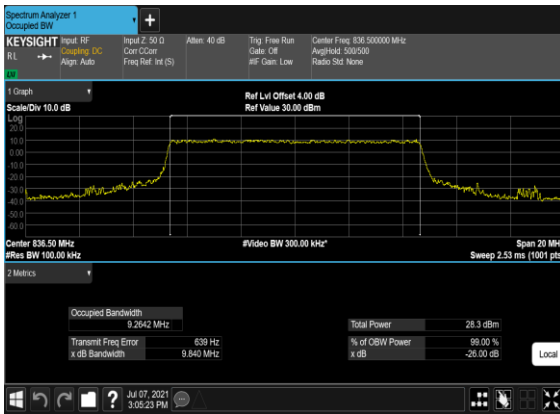 Spectrum Analyzer 1
Occupied BW
KEYSIGHT
RL
Input: RF
Coupling: DC
Align: Auto
Input Z: 50 Ω
Corr CCorr
Freq Ref: Int (S)
Atten: 40 dB
Trig: Free Run
Gate: Off
#IF Gain: Low
Center Freq: 836.500000 MHz
Avg|Hold: 500/500
Radio Std: None
1 Graph
Scale/Div 10.0 dB
Ref Lvl Offset 4.00 dB
Ref Value 30.00 dBm
Log
20.0
10.0
0.00
-10.0
-20.0
-30.0
-40.0
-50.0
-60.0
Center 836.50 MHz
#Res BW 100.00 kHz
#Video BW 300.00 kHz*
Span 20 MH
Sweep 2.53 ms (1001 pts
2 Metrics
Occupied Bandwidth
9.2642 MHz
Transmit Freq Error 639 Hz
x dB Bandwidth 9.840 MHz
Total Power 28.3 dBm
% of OBW Power 99.00 %
x dB -26.00 dB
Local
?
Jul 07, 2021
3:05:23 PM